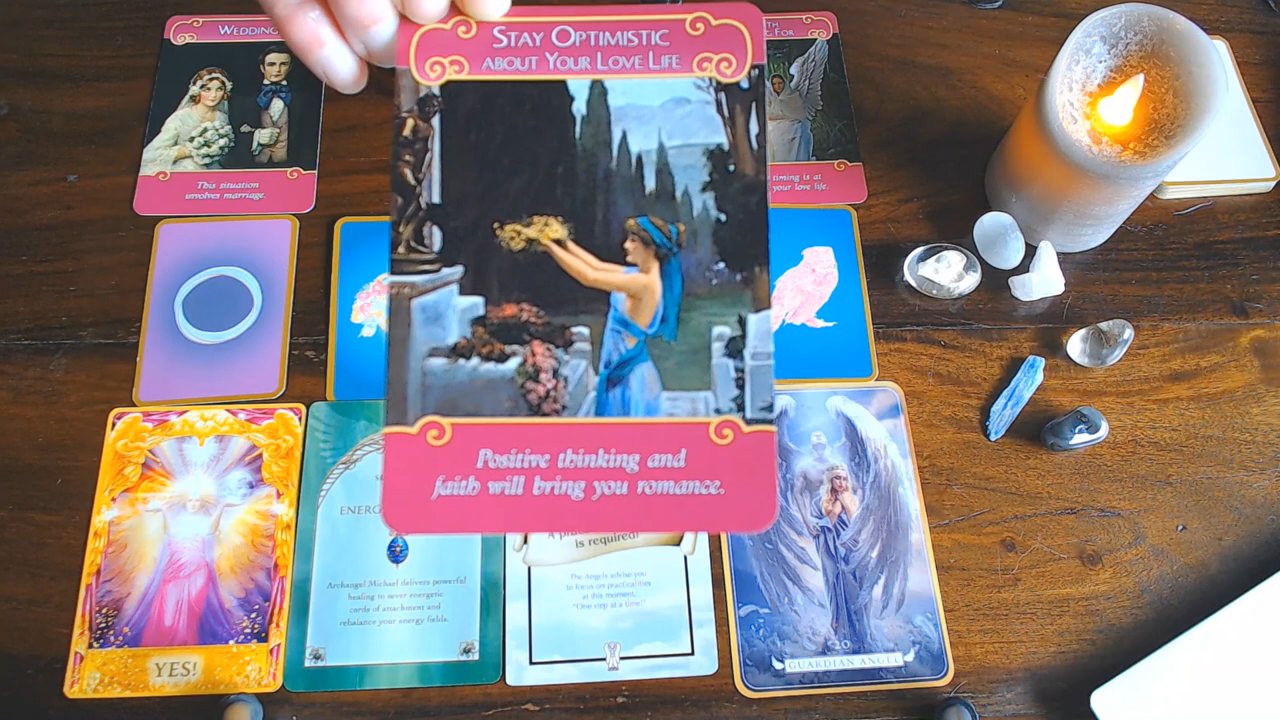 WEDDING
TH
FOR
STAY OPTIMISTIC
ABOUT YOUR LOVE LIFE
This situation
involves marriage.
timing is at
your love life.
Positive thinking and
faith will bring you romance.
YES!
ENERG
Archangel Michael delivers powerful
healing to sever energetic
cords of attachment and
rebalance your energy fields.
is required!
The Angels advise you
to focus on practicalities
at this moment.
"One step at a time!"
20
GUARDIAN ANGEL